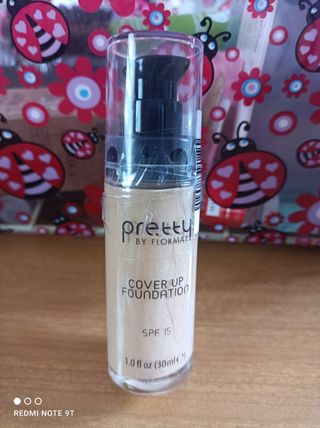 pretty
BY FLORMAR
COVER UP
FOUNDATION
SPF 15
1.0 fl oz (30ml ℮)
REDMI NOTE 9T